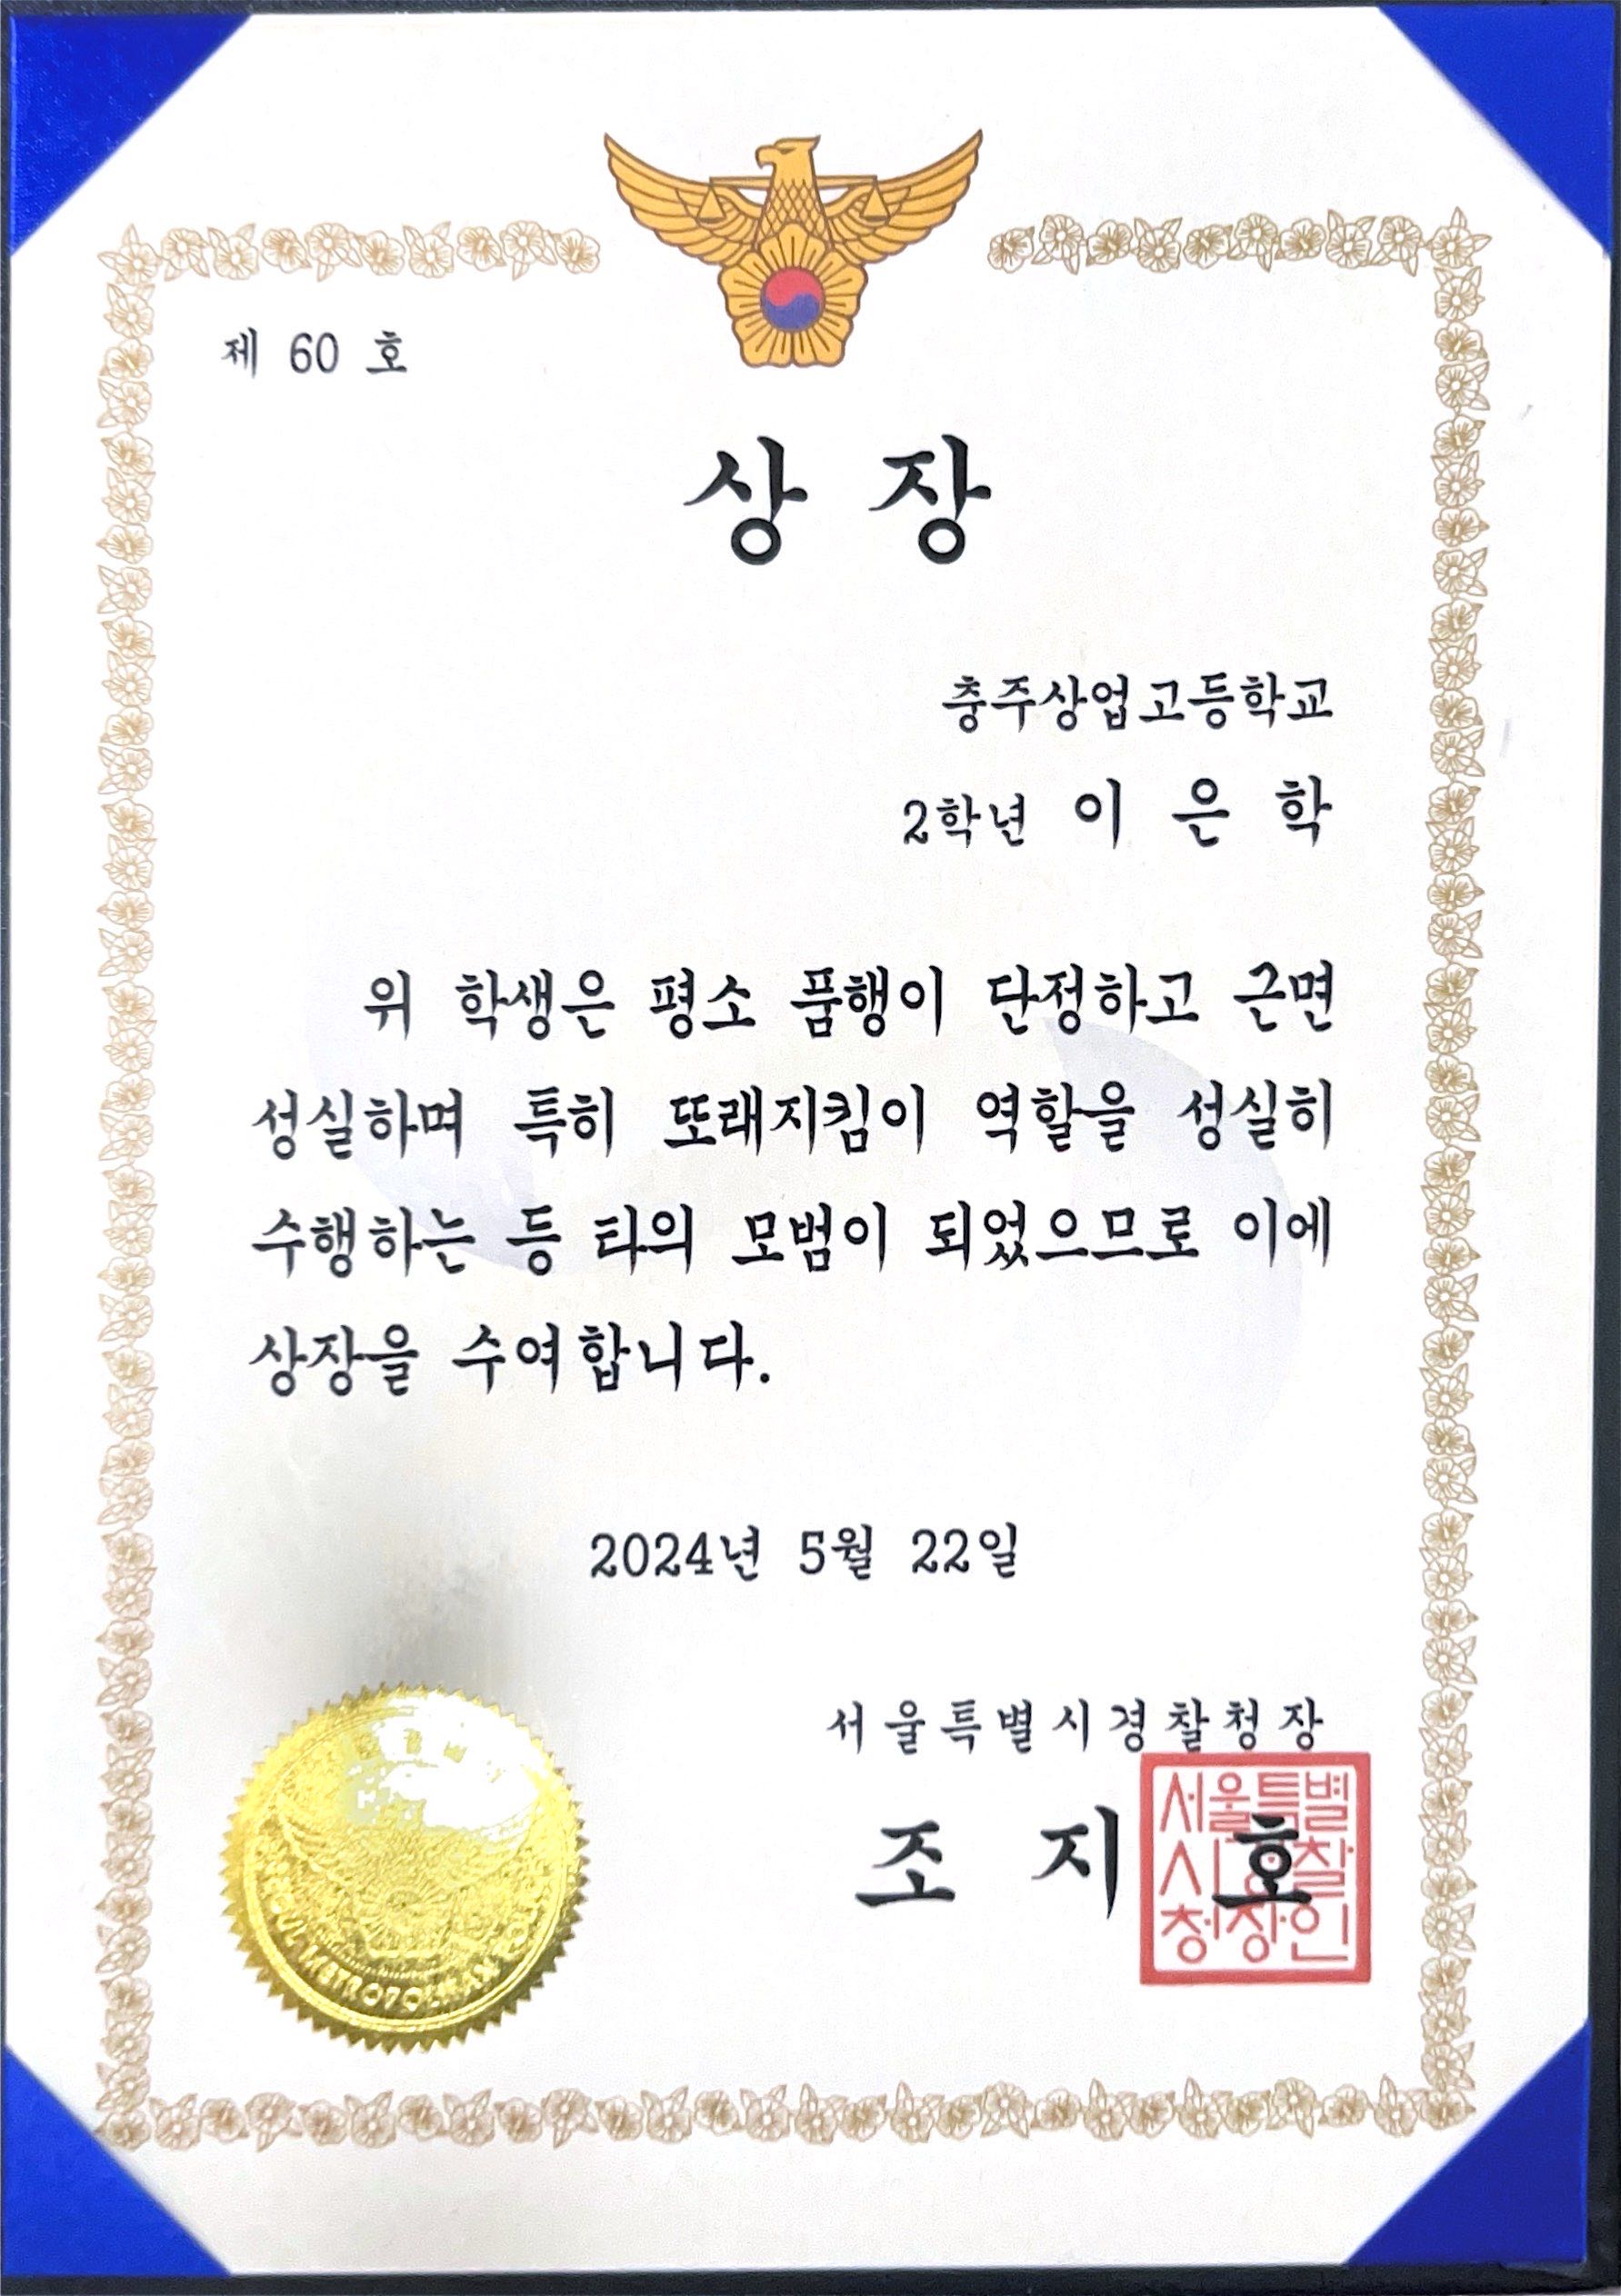 제 60 호
상 장
충주상업고등학교
2학년 이 은 학
위 학생은 평소 품행이 단정하고 근면
성실하며 특히 또래지킴이 역할을 성실히
수행하는 등 타의 모범이 되었으므로 이에
상장을 수여합니다.
2024년 5월 22일
서울특별시경찰청장
조 지 호
서울특별
시경찰
청장인
METROPOLITAN